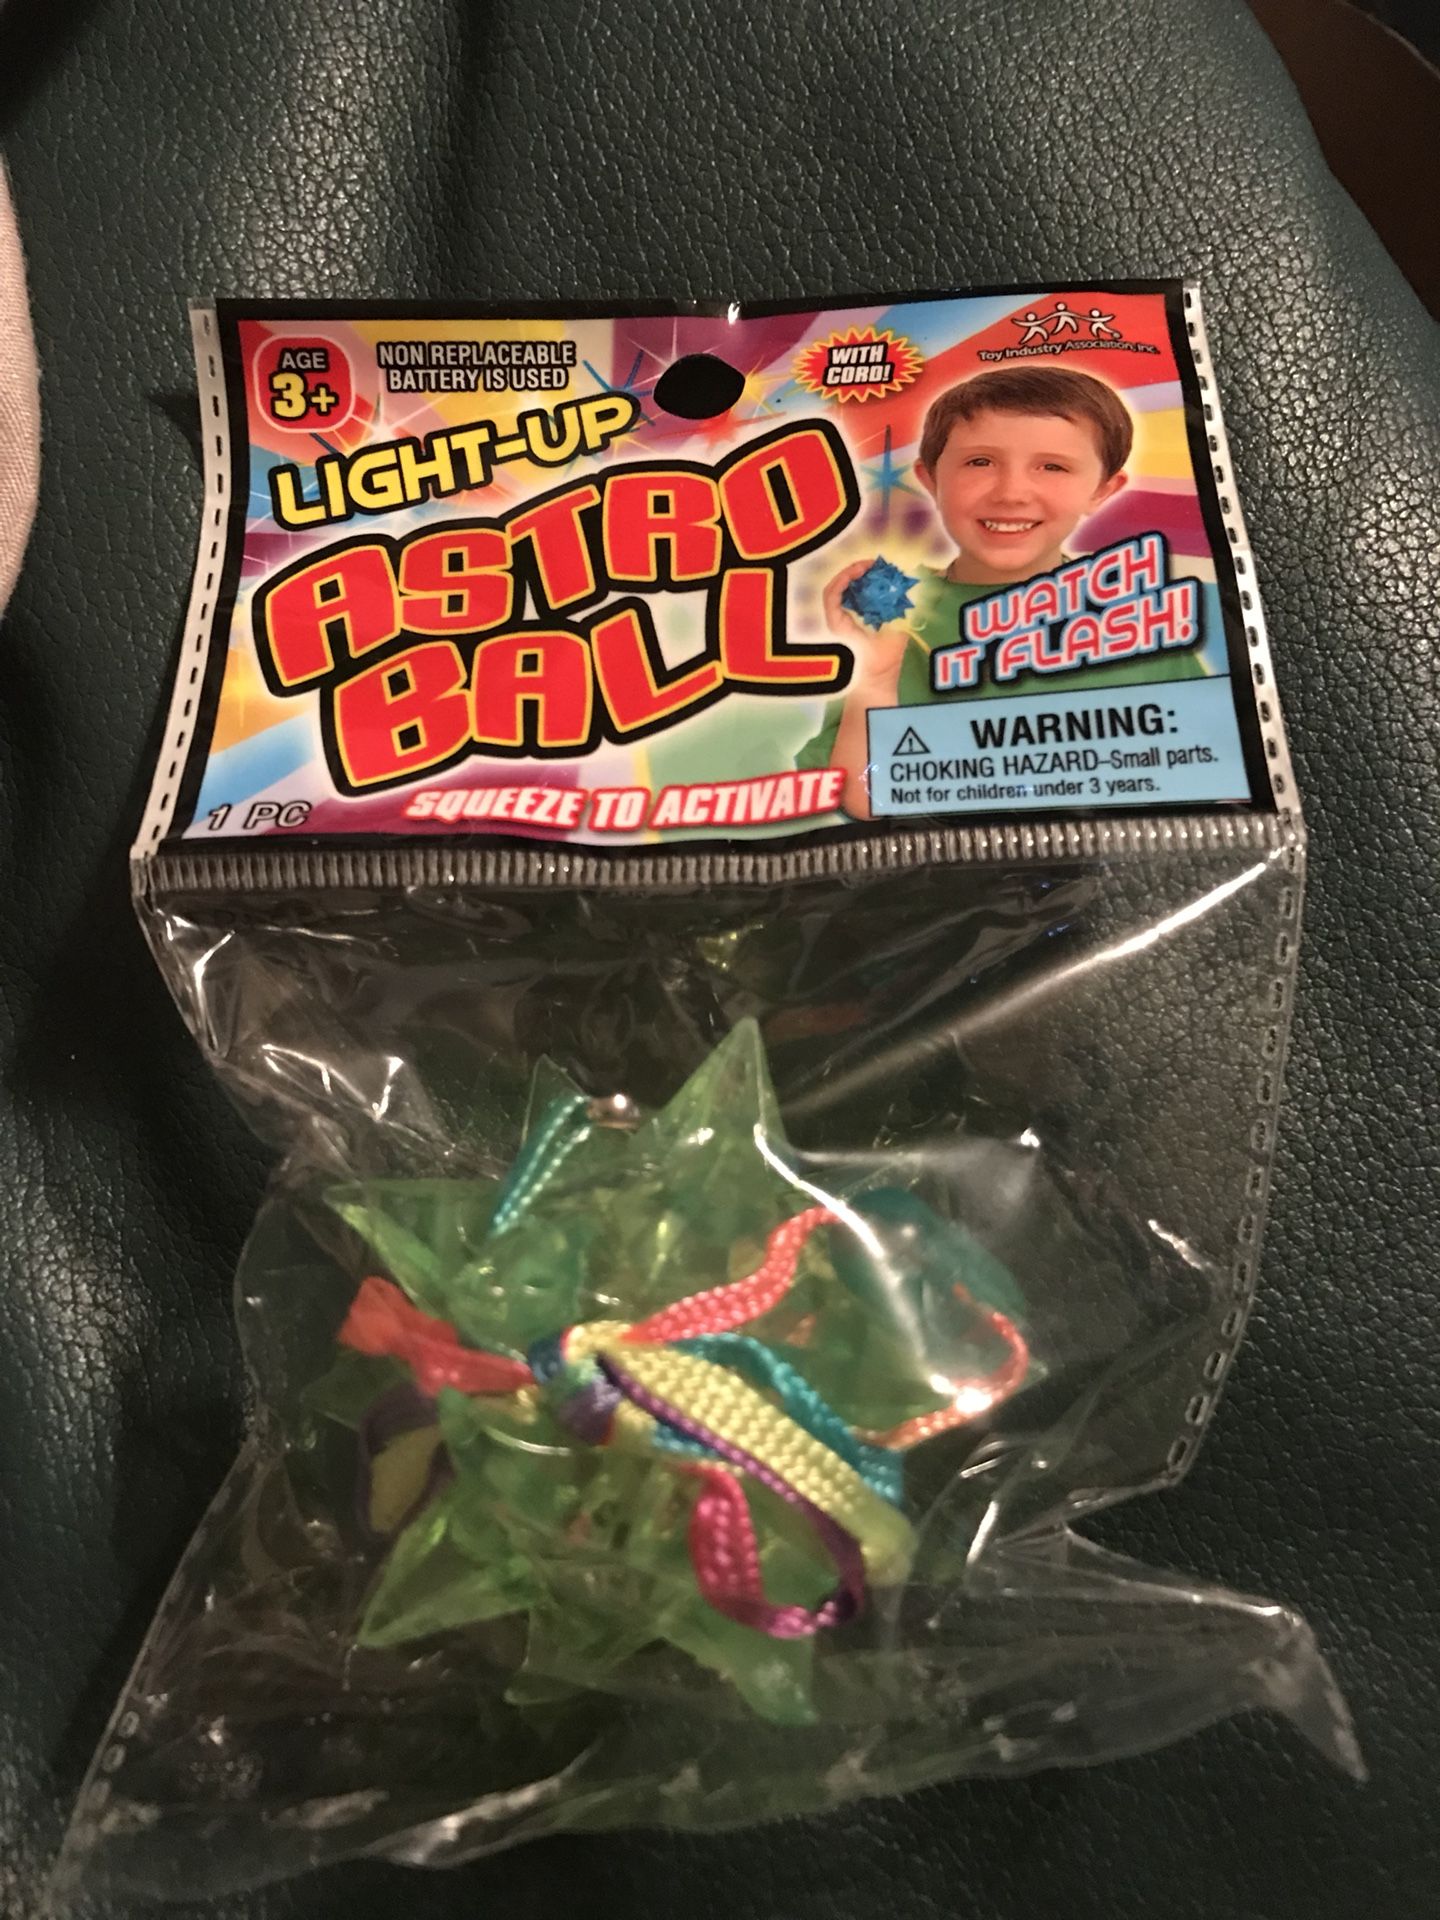 AGE
3+
NON REPLACEABLE
BATTERY IS USED
WITH
CORD!
Toy Industry Association, Inc.
LIGHT-UP
ASTRO
BALL
WATCH
IT FLASH!
WARNING:
CHOKING HAZARD–Small parts.
Not for children under 3 years.
1 PC
SQUEEZE TO ACTIVATE